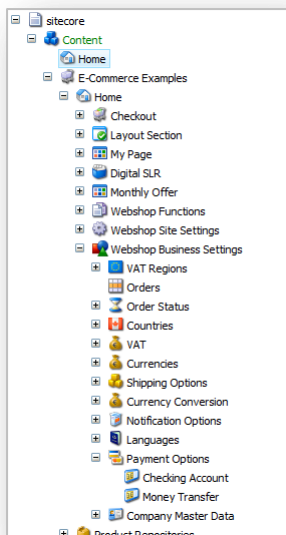 sitecore
Content
Home
E-Commerce Examples
Home
Checkout
Layout Section
My Page
Digital SLR
Monthly Offer
Webshop Functions
Webshop Site Settings
Webshop Business Settings
VAT Regions
Orders
Order Status
Countries
VAT
Currencies
Shipping Options
Currency Conversion
Notification Options
Languages
Payment Options
Checking Account
Money Transfer
Company Master Data
Product Repositories